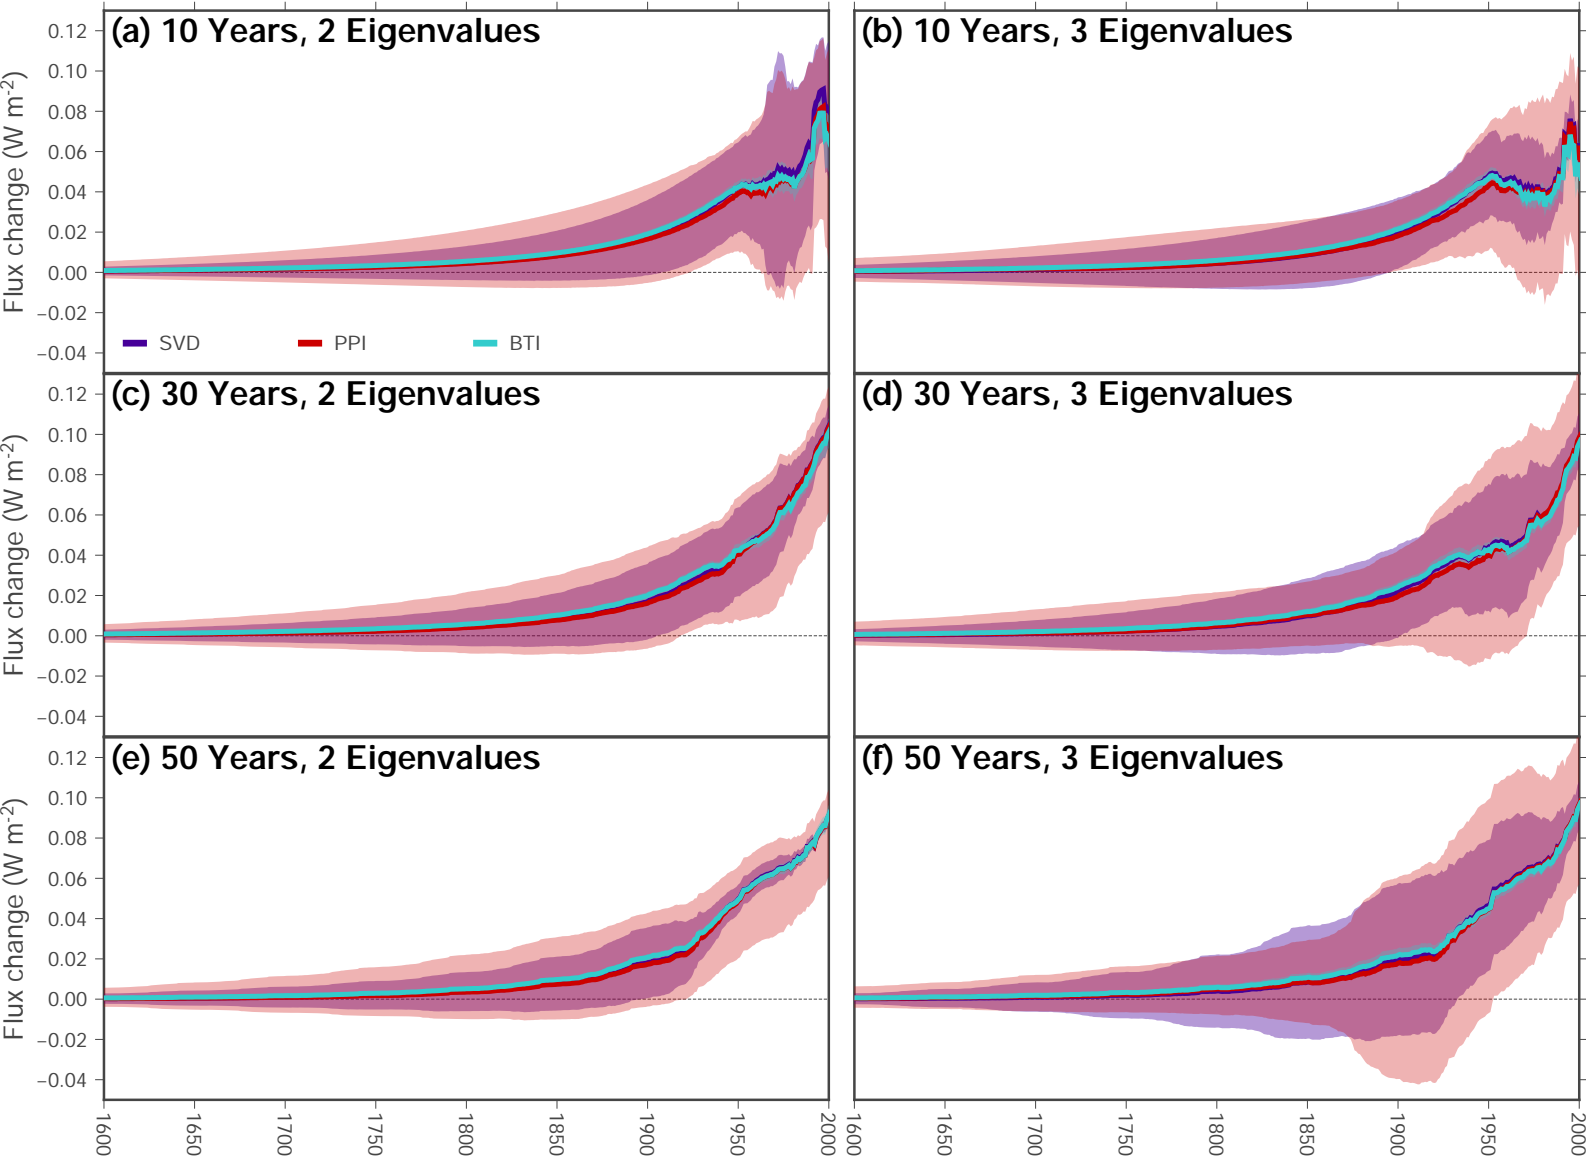 (a) 10 Years, 2 Eigenvalues
0.12
0.10
0.08
0.06
0.04
0.02
0.00
−0.02
−0.04
Flux change (W m-2)
SVD PPI BTI
(b) 10 Years, 3 Eigenvalues
(c) 30 Years, 2 Eigenvalues
0.12
0.10
0.08
0.06
0.04
0.02
0.00
−0.02
−0.04
Flux change (W m-2)
(d) 30 Years, 3 Eigenvalues
(e) 50 Years, 2 Eigenvalues
0.12
0.10
0.08
0.06
0.04
0.02
0.00
−0.02
−0.04
Flux change (W m-2)
(f) 50 Years, 3 Eigenvalues
1600 1650 1700 1750 1800 1850 1900 1950 2000
1600 1650 1700 1750 1800 1850 1900 1950 2000